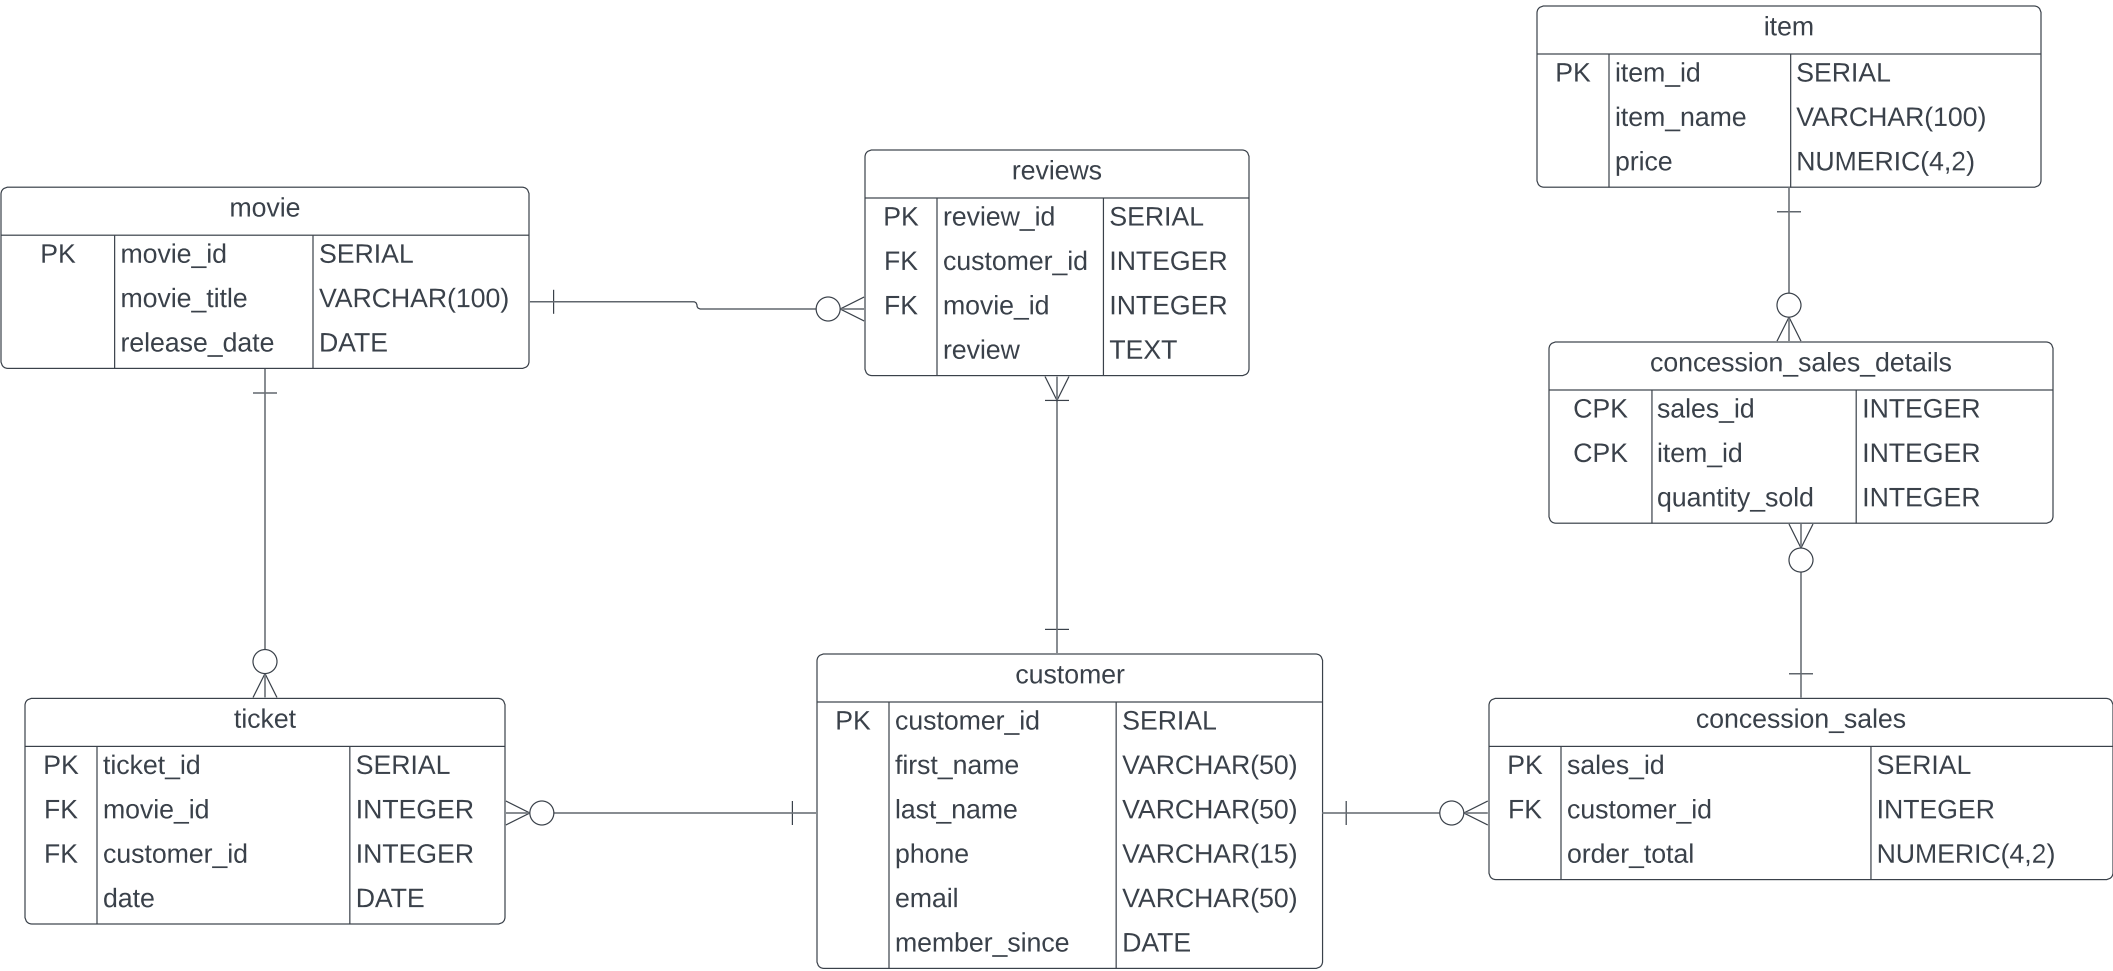 item
PK item_id SERIAL
item_name VARCHAR(100)
price NUMERIC(4,2)
reviews
PK review_id SERIAL
FK customer_id INTEGER
FK movie_id INTEGER
review TEXT
movie
PK movie_id SERIAL
movie_title VARCHAR(100)
release_date DATE
concession_sales_details
CPK sales_id INTEGER
CPK item_id INTEGER
quantity_sold INTEGER
ticket
PK ticket_id SERIAL
FK movie_id INTEGER
FK customer_id INTEGER
date DATE
customer
PK customer_id SERIAL
first_name VARCHAR(50)
last_name VARCHAR(50)
phone VARCHAR(15)
email VARCHAR(50)
member_since DATE
concession_sales
PK sales_id SERIAL
FK customer_id INTEGER
order_total NUMERIC(4,2)